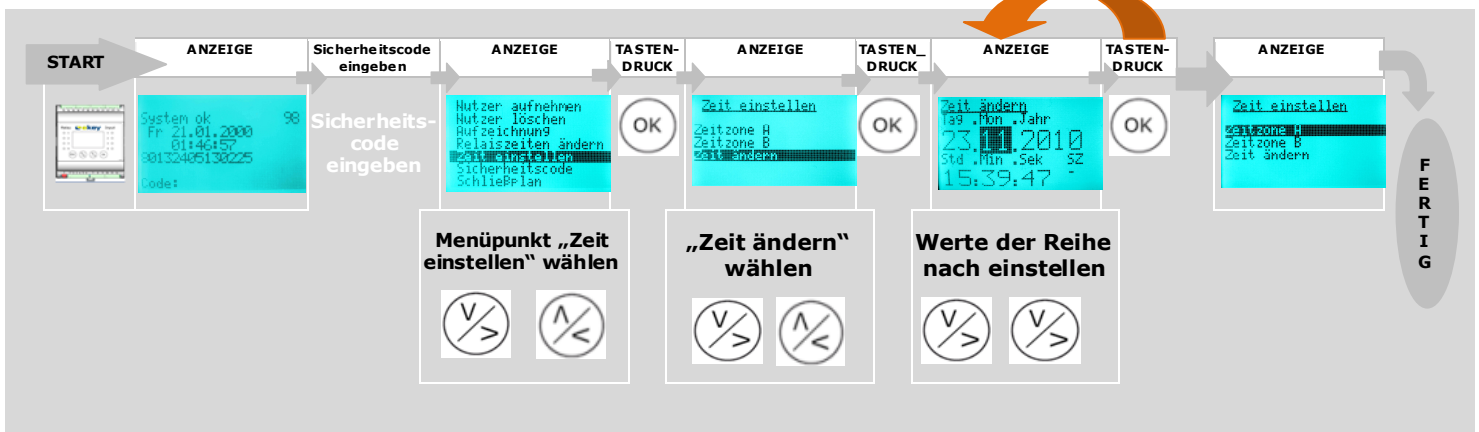 START
ANZEIGE
Sicherheitscode
eingeben
ANZEIGE
TASTEN-
DRUCK
ANZEIGE
TASTEN_
DRUCK
ANZEIGE
TASTEN-
DRUCK
ANZEIGE
ekey
System ok 98
Fr 21.01.2000
01:46:57
80132405130225
Code:
Sicherheits-
code
eingeben
Nutzer aufnehmen
Nutzer löschen
Aufzeichnung
Relaiszeiten ändern
Zeit einstellen
Sicherheitscode
Schließplan
OK
Zeit einstellen
Zeitzone A
Zeitzone B
Zeit ändern
OK
Zeit ändern
Tag .Mon .Jahr
23.11.2010
Std .Min .Sek SZ
15:39:47 -
OK
Zeit einstellen
Zeitzone A
Zeitzone B
Zeit ändern
FERTIG
Menüpunkt „Zeit
einstellen“ wählen
V/> Λ/<
„Zeit ändern“
wählen
V/> Λ/<
Werte der Reihe
nach einstellen
V/> V/>